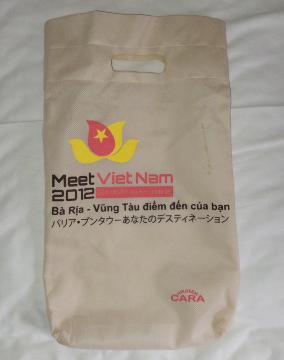 Meet Việt Nam
2012
Bà Rịa - Vũng Tàu điểm đến của bạn
バリア・ブンタウーあなたのデスティネーション
CARA